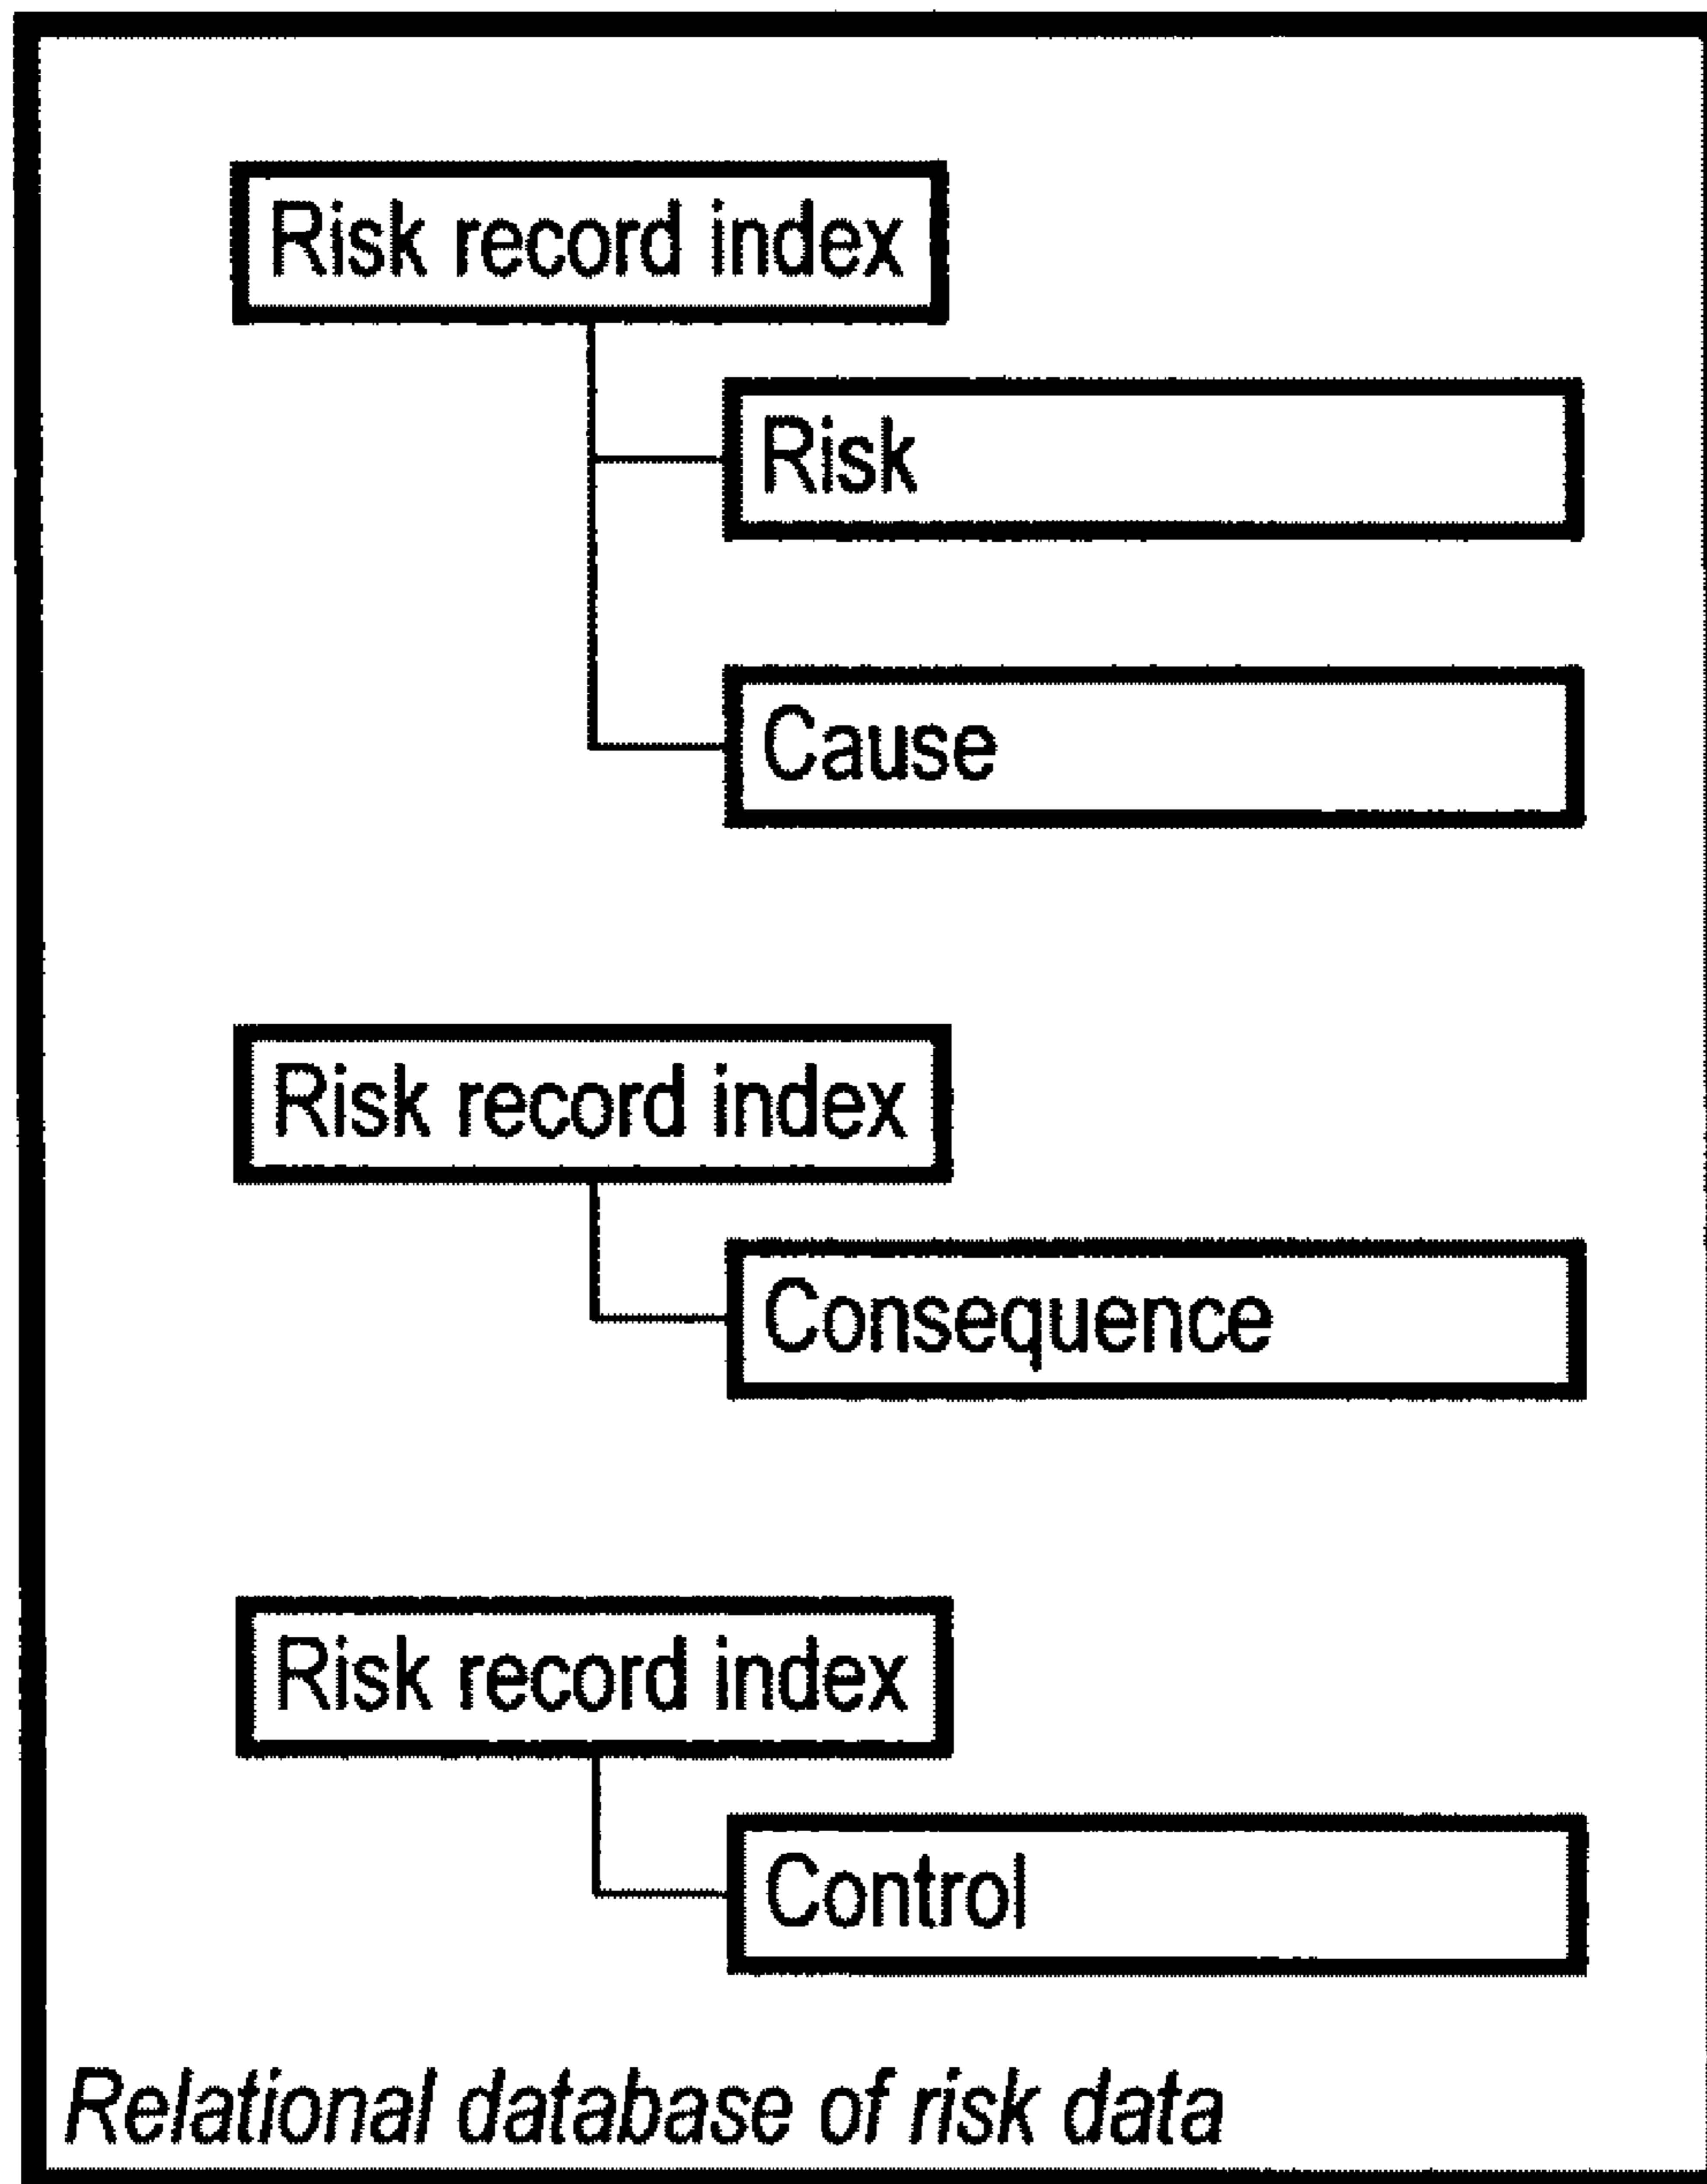 Risk record index
Risk
Cause
Risk record index
Consequence
Risk record index
Control
Relational database of risk data